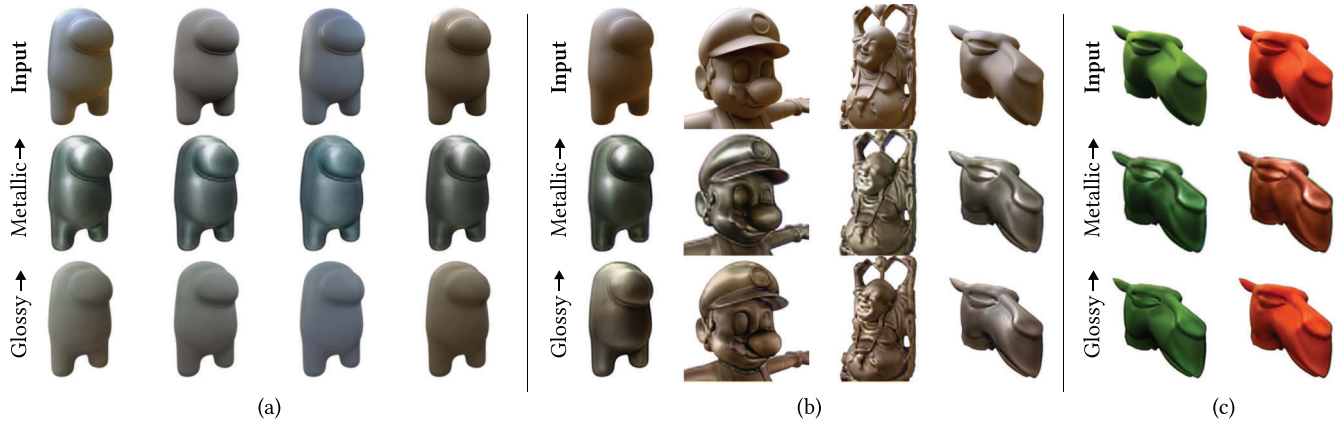 Input
Metallic→
Glossy →
(a)
Input
Metallic→
Glossy →
(b)
Input
Metallic→
Glossy →
(c)